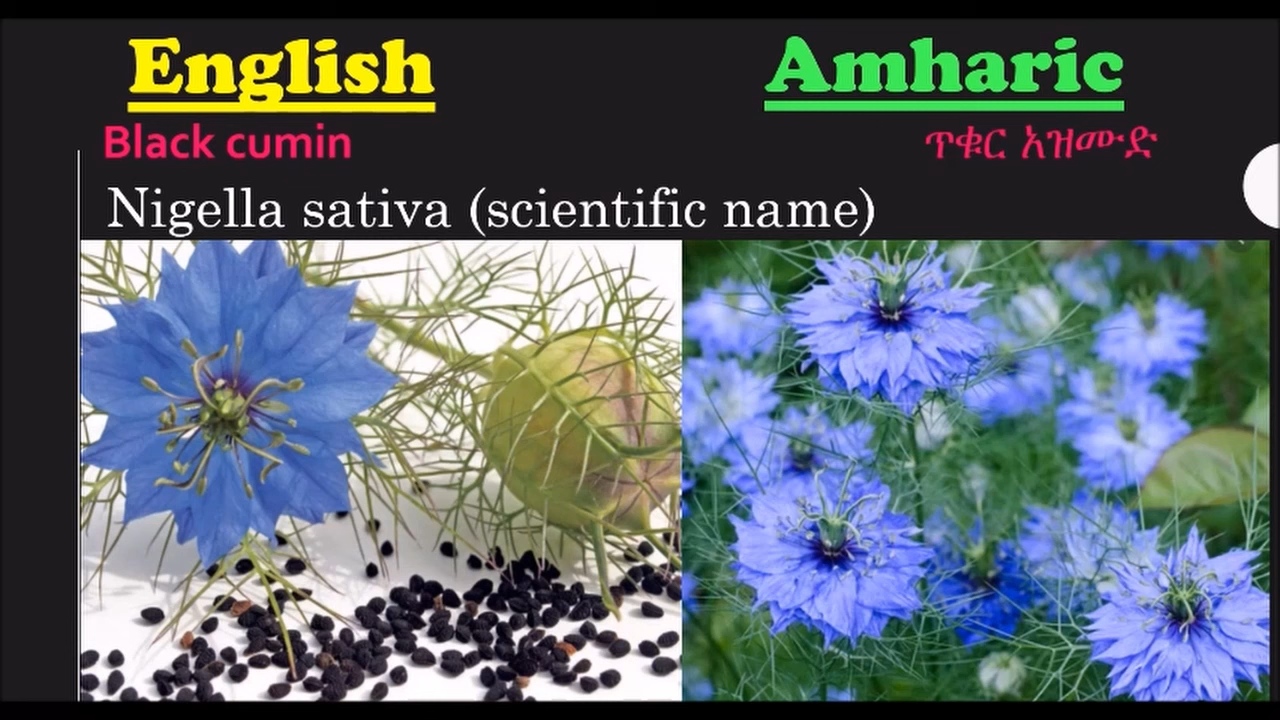 English Amharic
Black cumin ጥቁር አዝሙድ
Nigella sativa (scientific name)